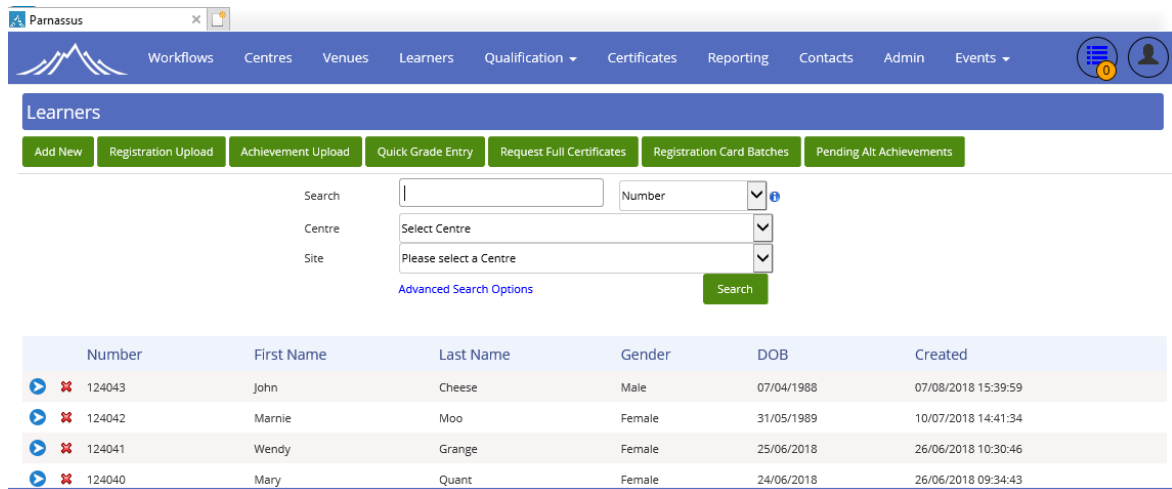 Parnassus
Workflows Centres Venues Learners Qualification Certificates Reporting Contacts Admin Events
0
Learners
Add New Registration Upload Achievement Upload Quick Grade Entry Request Full Certificates Registration Card Batches Pending Alt Achievements
Search Number
Centre Select Centre
Site Please select a Centre
Advanced Search Options Search
Number First Name Last Name Gender DOB Created
124043 John Cheese Male 07/04/1988 07/08/2018 15:39:59
124042 Marnie Moo Female 31/05/1989 10/07/2018 14:41:34
124041 Wendy Grange Female 25/06/2018 26/06/2018 10:30:46
124040 Mary Quant Female 24/06/2018 26/06/2018 09:34:43